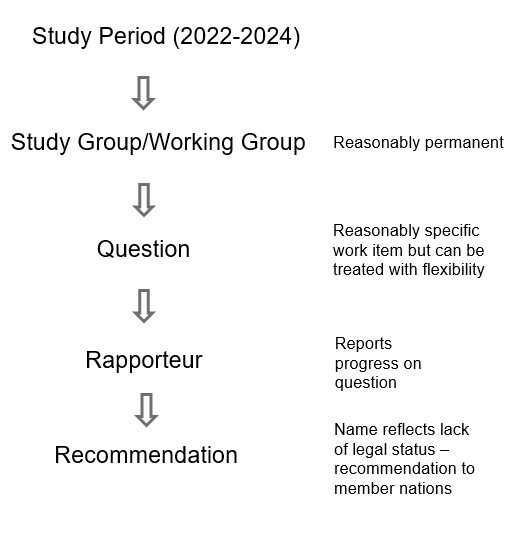 Study Period (2022-2024)
Study Group/Working Group
Reasonably permanent
Question
Reasonably specific
work item but can be
treated with flexibility
Rapporteur
Reports
progress on
question
Recommendation
Name reflects lack
of legal status –
recommendation to
member nations